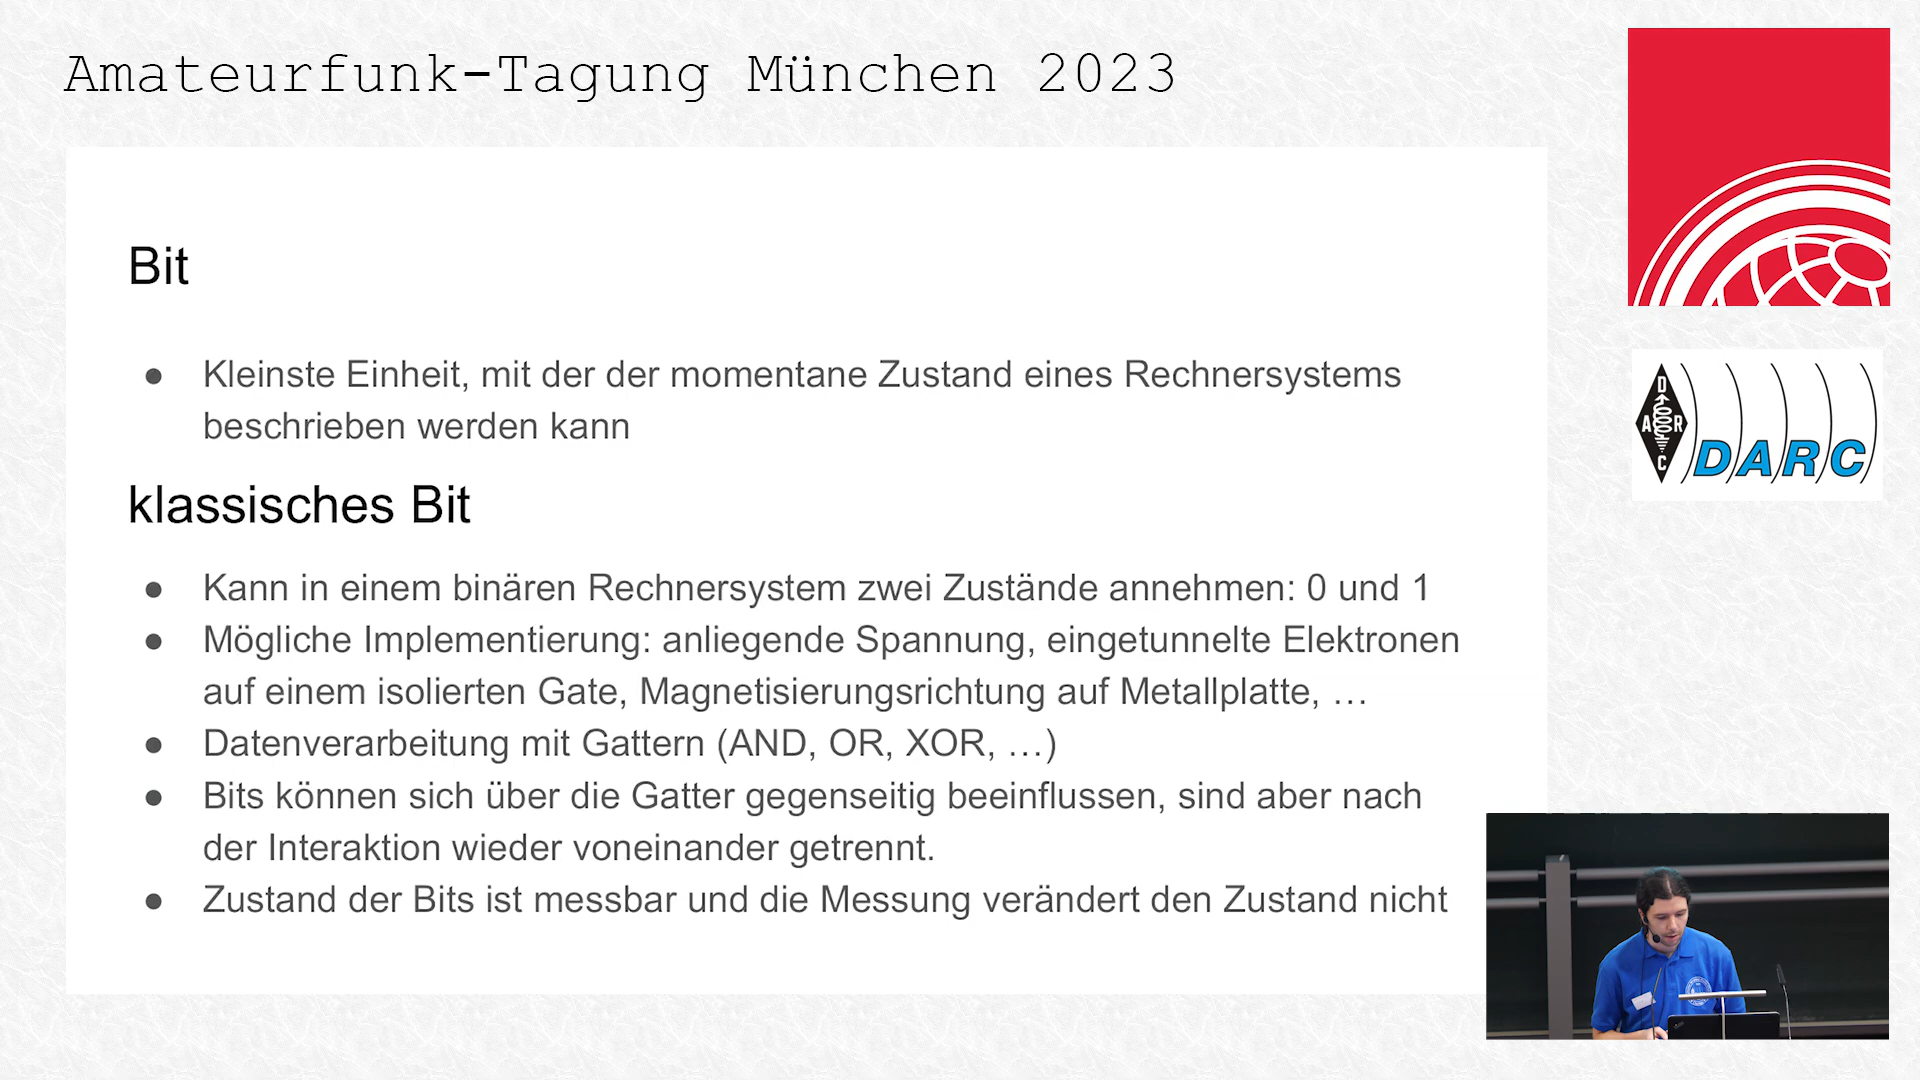 Amateurfunk-Tagung München 2023
Bit
● Kleinste Einheit, mit der der momentane Zustand eines Rechnersystems
beschrieben werden kann
klassisches Bit
● Kann in einem binären Rechnersystem zwei Zustände annehmen: 0 und 1
● Mögliche Implementierung: anliegende Spannung, eingetunnelte Elektronen
auf einem isolierten Gate, Magnetisierungsrichtung auf Metallplatte, …
● Datenverarbeitung mit Gattern (AND, OR, XOR, …)
● Bits können sich über die Gatter gegenseitig beeinflussen, sind aber nach
der Interaktion wieder voneinander getrennt.
● Zustand der Bits ist messbar und die Messung verändert den Zustand nicht
D
A R
C
DARC